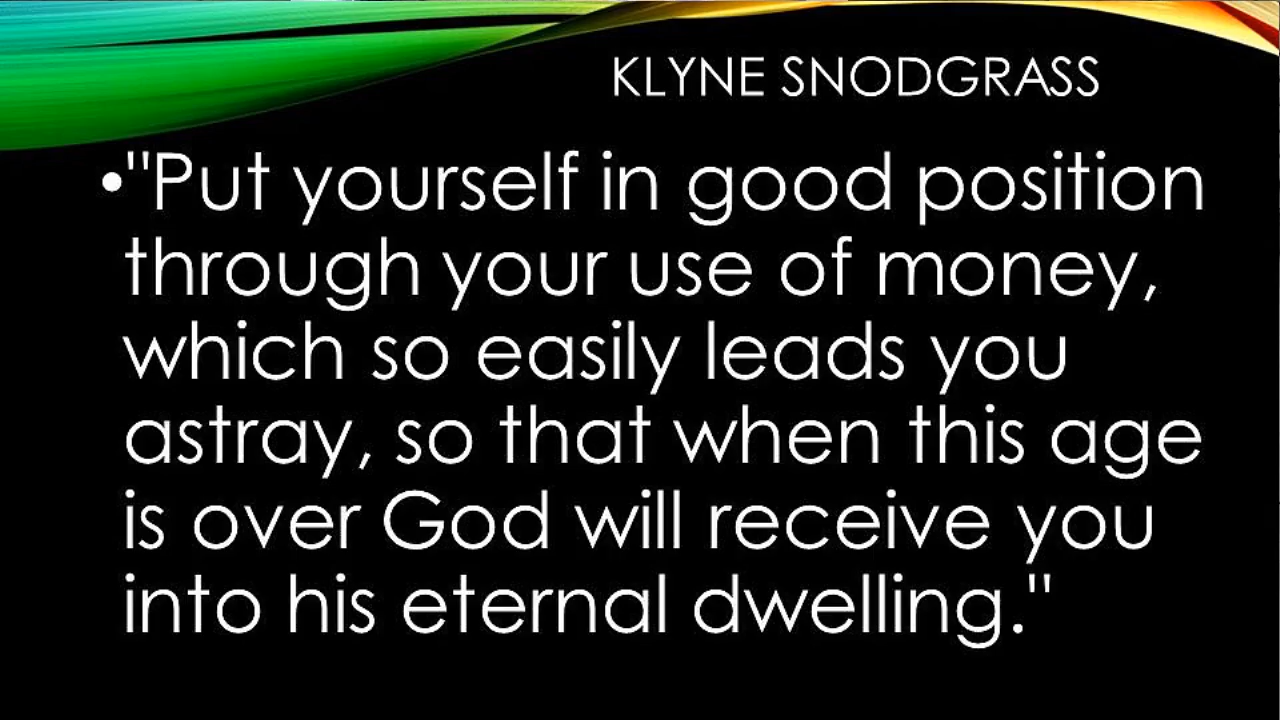 KLYNE SNODGRASS
•"Put yourself in good position
through your use of money,
which so easily leads you
astray, so that when this age
is over God will receive you
into his eternal dwelling."